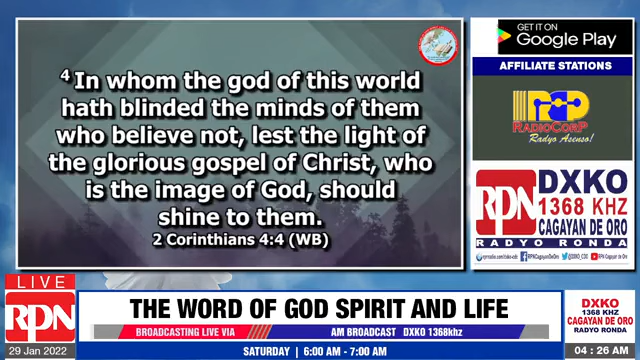 4 In whom the god of this world
hath blinded the minds of them
who believe not, lest the light of
the glorious gospel of Christ, who
is the image of God, should
shine to them.
2 Corinthians 4:4 (WB)
GET IT ON
Google Play
AFFILIATE STATIONS
RADIOCORP
Radyo Asenso!
RPN
DXKO
1368 KHZ
CAGAYAN DE ORO
RADYO RONDA
LIVE
RPN
29 Jan 2022
THE WORD OF GOD SPIRIT AND LIFE
BROADCASTING LIVE VIA
AM BROADCAST DXKO 1368khz
SATURDAY | 6:00 AM - 7:00 AM
DXKO
1368 KHZ
CAGAYAN DE ORO
RADYO RONDA
04 : 26 AM